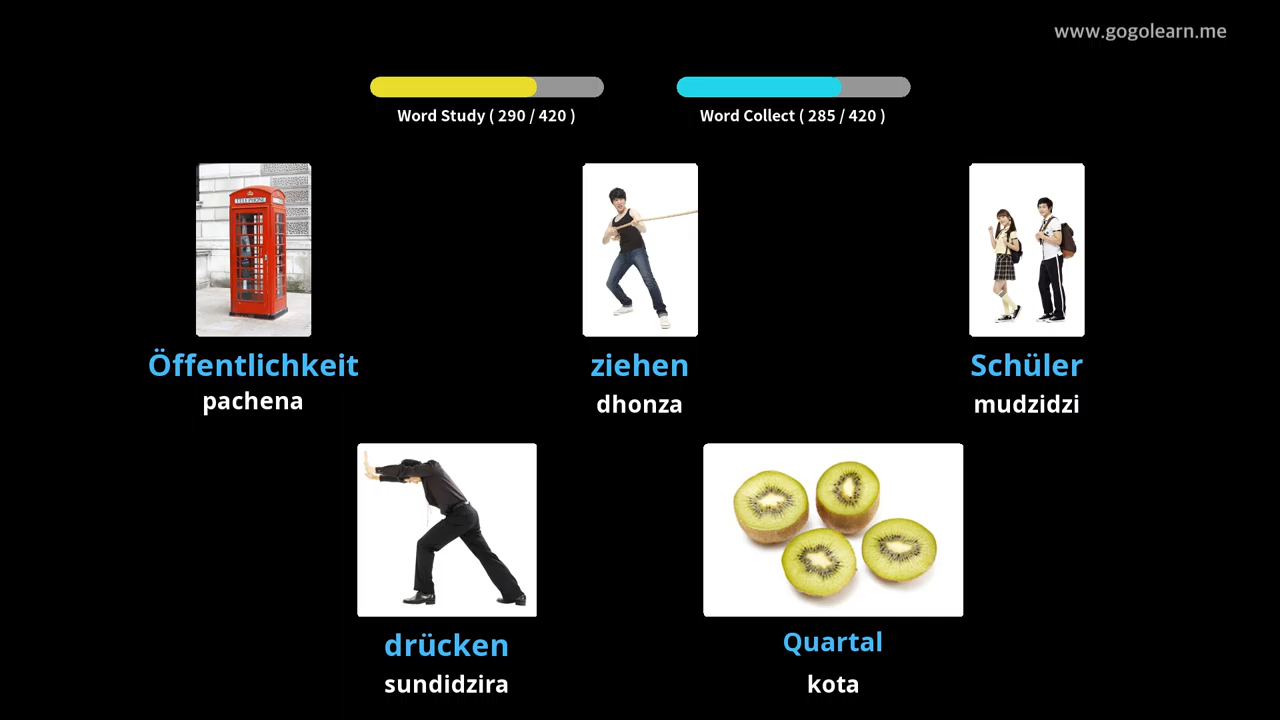 www.gogolearn.me
Word Study ( 290 / 420 )
Word Collect ( 285 / 420 )
TELEPHONE
Öffentlichkeit
pachena
ziehen
dhonza
Schüler
mudzidzi
drücken
sundidzira
Quartal
kota